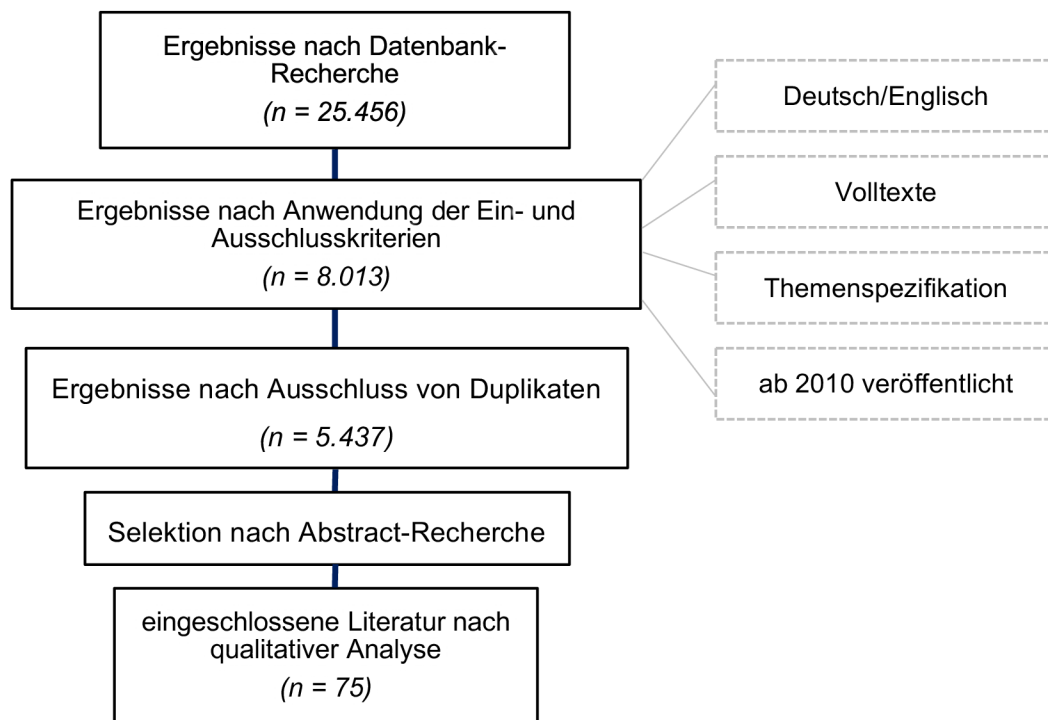 Ergebnisse nach Datenbank-
Recherche
(n = 25.456)
Ergebnisse nach Anwendung der Ein- und
Ausschlusskriterien
(n = 8.013)
Ergebnisse nach Ausschluss von Duplikaten
(n = 5.437)
Selektion nach Abstract-Recherche
eingeschlossene Literatur nach
qualitativer Analyse
(n = 75)
Deutsch/Englisch
Volltexte
Themenspezifikation
ab 2010 veröffentlicht